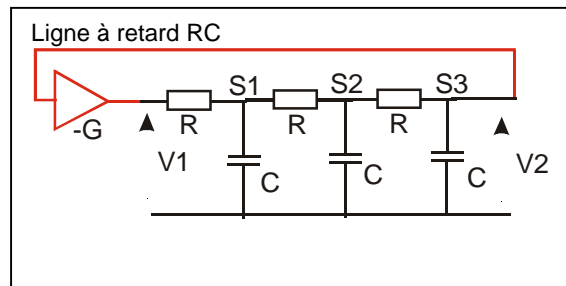 Ligne à retard RC
S1 S2 S3
-G R R R
V1 C C C V2